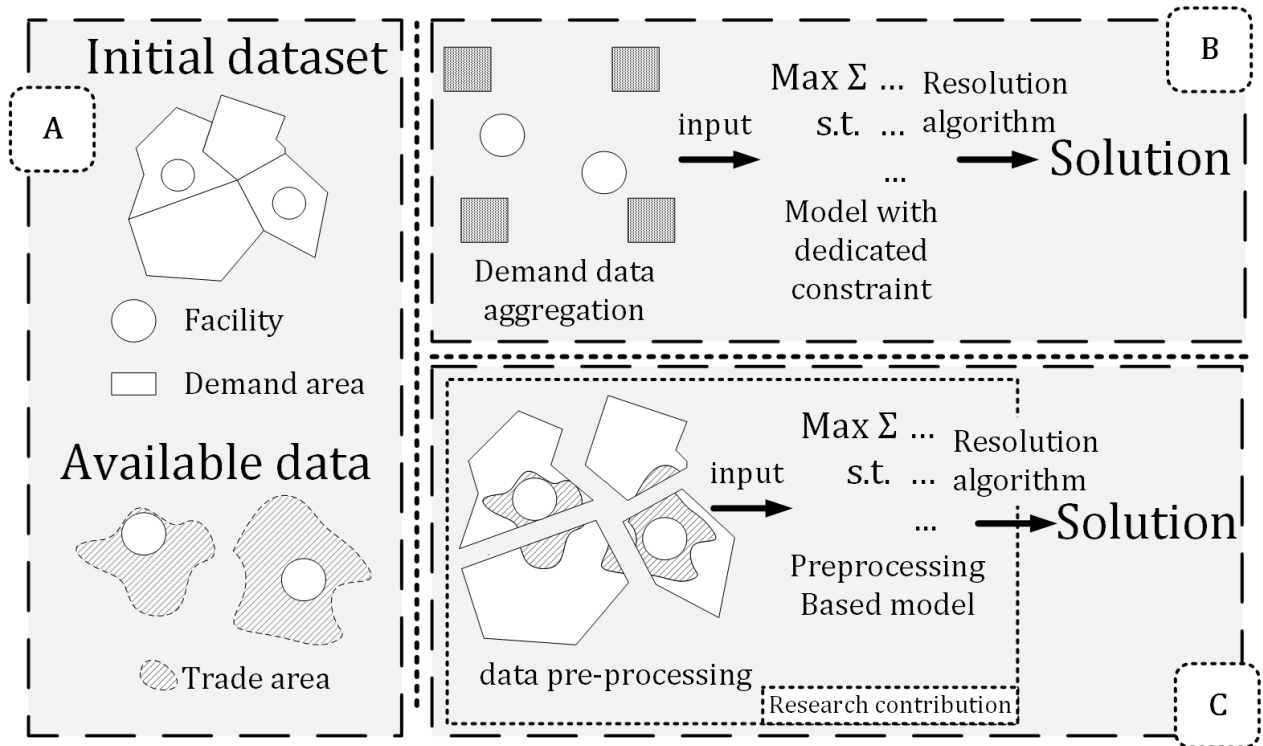 Initial dataset
A
Facility
Demand area
Available data
Trade area
B
Max Σ ...
s.t. ...
...
input
Resolution
algorithm
Solution
Model with
dedicated
constraint
Demand data
aggregation
Max Σ ...
s.t. ...
...
input
Resolution
algorithm
Solution
Preprocessing
Based model
data pre-processing
Research contribution
C